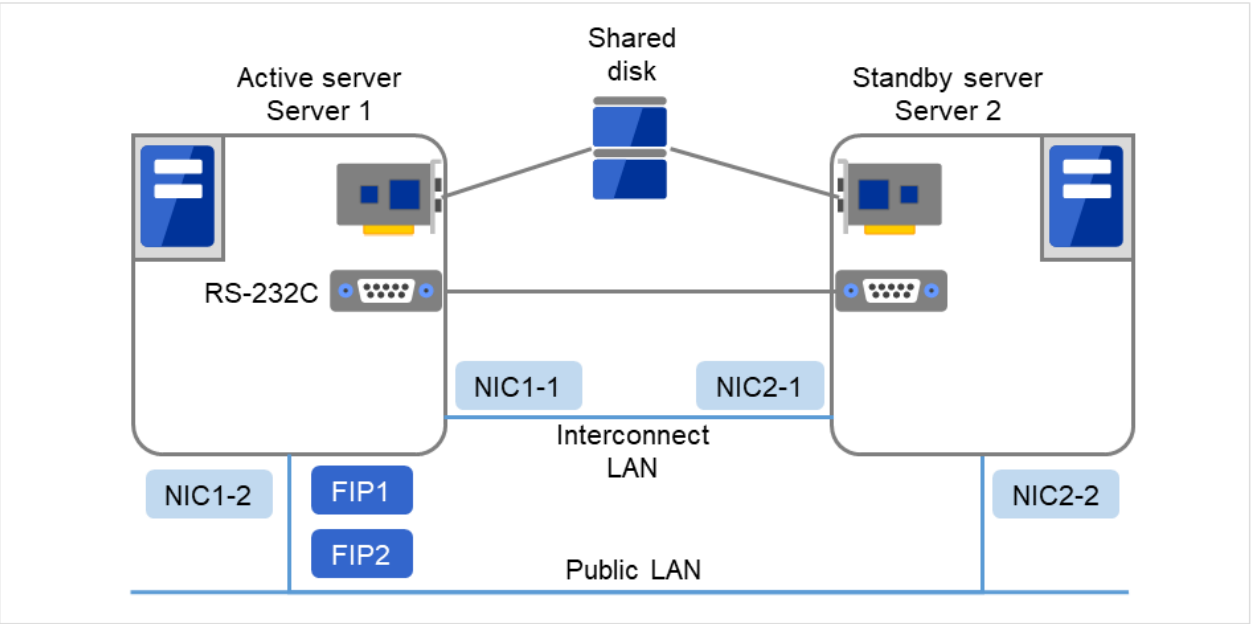 Shared
disk
Active server
Server 1
Standby server
Server 2
RS-232C
NIC1-1
NIC2-1
Interconnect
LAN
NIC1-2
FIP1
NIC2-2
FIP2
Public LAN